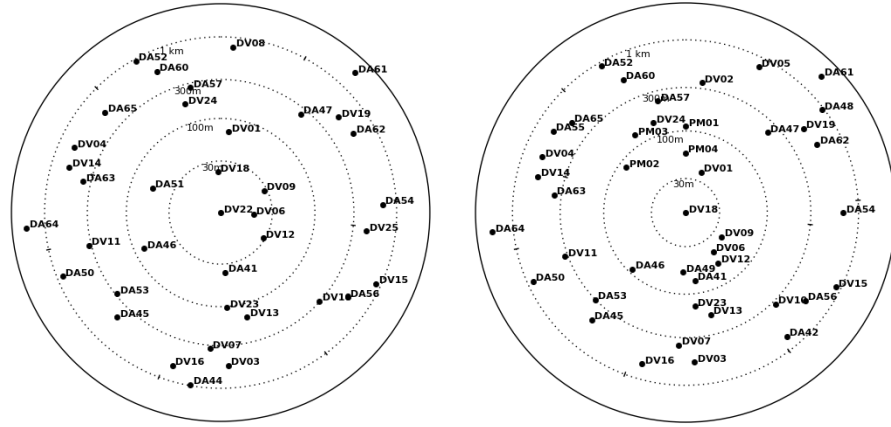 DV08
1 km
DA52
DA60
DA61
DA57
300m
DV24
DA65
DA47
DV19
100m
DV01
DA62
DV04
DV14
30m
DV18
DA63
DA51
DV09
DA54
DV22
DV06
DA64
DV25
DV12
DV11
DA46
DA41
DA50
DV15
DA53
DA56
DV23
DA45
DV13
DV07
DV16
DV03
DA44
1 km
DA52
DV05
DA60
DV02
DA61
300m
DA57
DA48
DA65
DV24
PM01
DV19
DA55
PM03
DA47
100m
DA62
DV04
PM04
PM02
DV01
DV14
30m
DA63
DV18
DA54
DA64
DV09
DV06
DV11
DV12
DA46
DA49
DA41
DA50
DV15
DA53
DV10
DA56
DV23
DA45
DV13
DA42
DV07
DV16
DV03